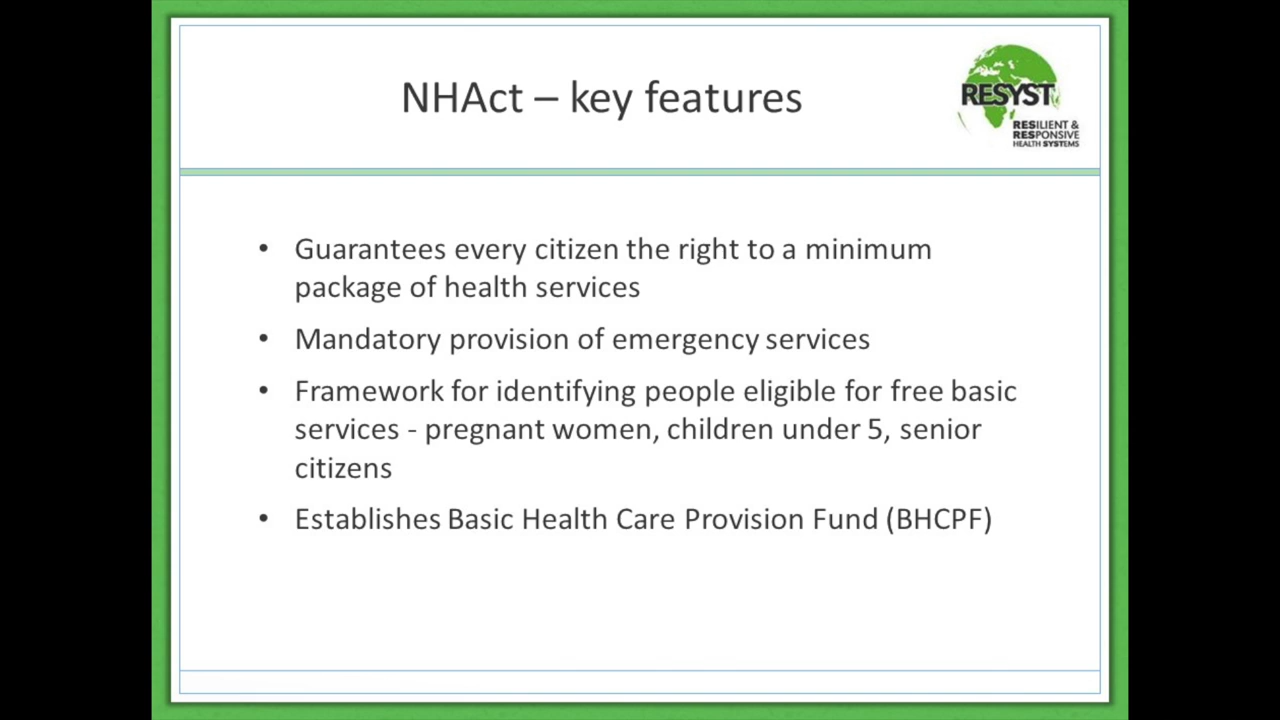 NHAct – key features
RESYST
RESILIENT &
RESPONSIVE
HEALTH SYSTEMS
• Guarantees every citizen the right to a minimum
package of health services
• Mandatory provision of emergency services
• Framework for identifying people eligible for free basic
services - pregnant women, children under 5, senior
citizens
• Establishes Basic Health Care Provision Fund (BHCPF)